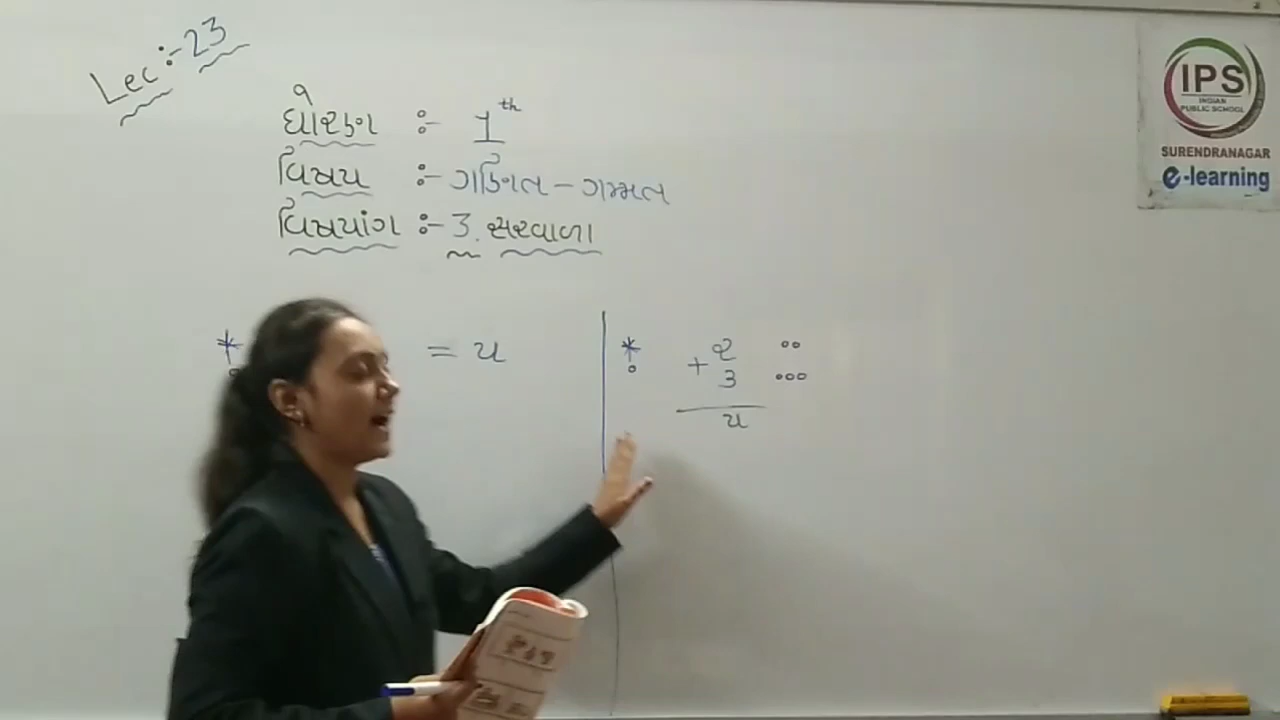 Lec :- 23
ધોરણ :- 1th
વિષય :- ગણિત - ગમ્મત
વિષયાંગ :- 3. સરવાળા
= ૫
+ ૨
૩
૫
IPS
INDIAN
PUBLIC SCHOOL
SURENDRANAGAR
e-learning